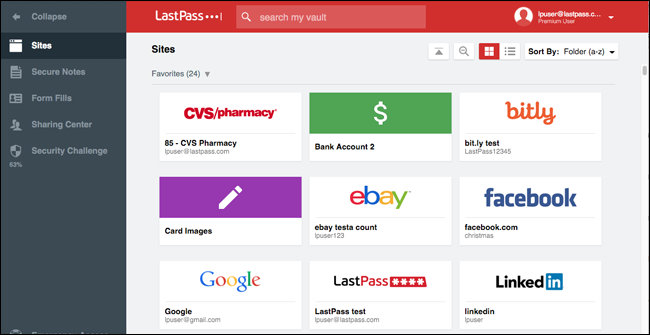 Collapse
LastPass •••|
search my vault
lpuser@lastpass.c...
Premium User
Sites
Secure Notes
Form Fills
Sharing Center
Security Challenge
63%
Sites
Sort By: Folder (a-z)
Favorites (24)
CVS/pharmacy
85 - CVS Pharmacy
lpuser@lastpass.com
$
Bank Account 2
bitly
bit.ly test
LastPass12345
Card Images
ebay
ebay testa count
lpuser123
facebook
facebook.com
christmas
Google
Google
lpuser@gmail.com
LastPass ****
LastPass test
lpuser@lastpass.com
Linked in
linkedin
lpuser